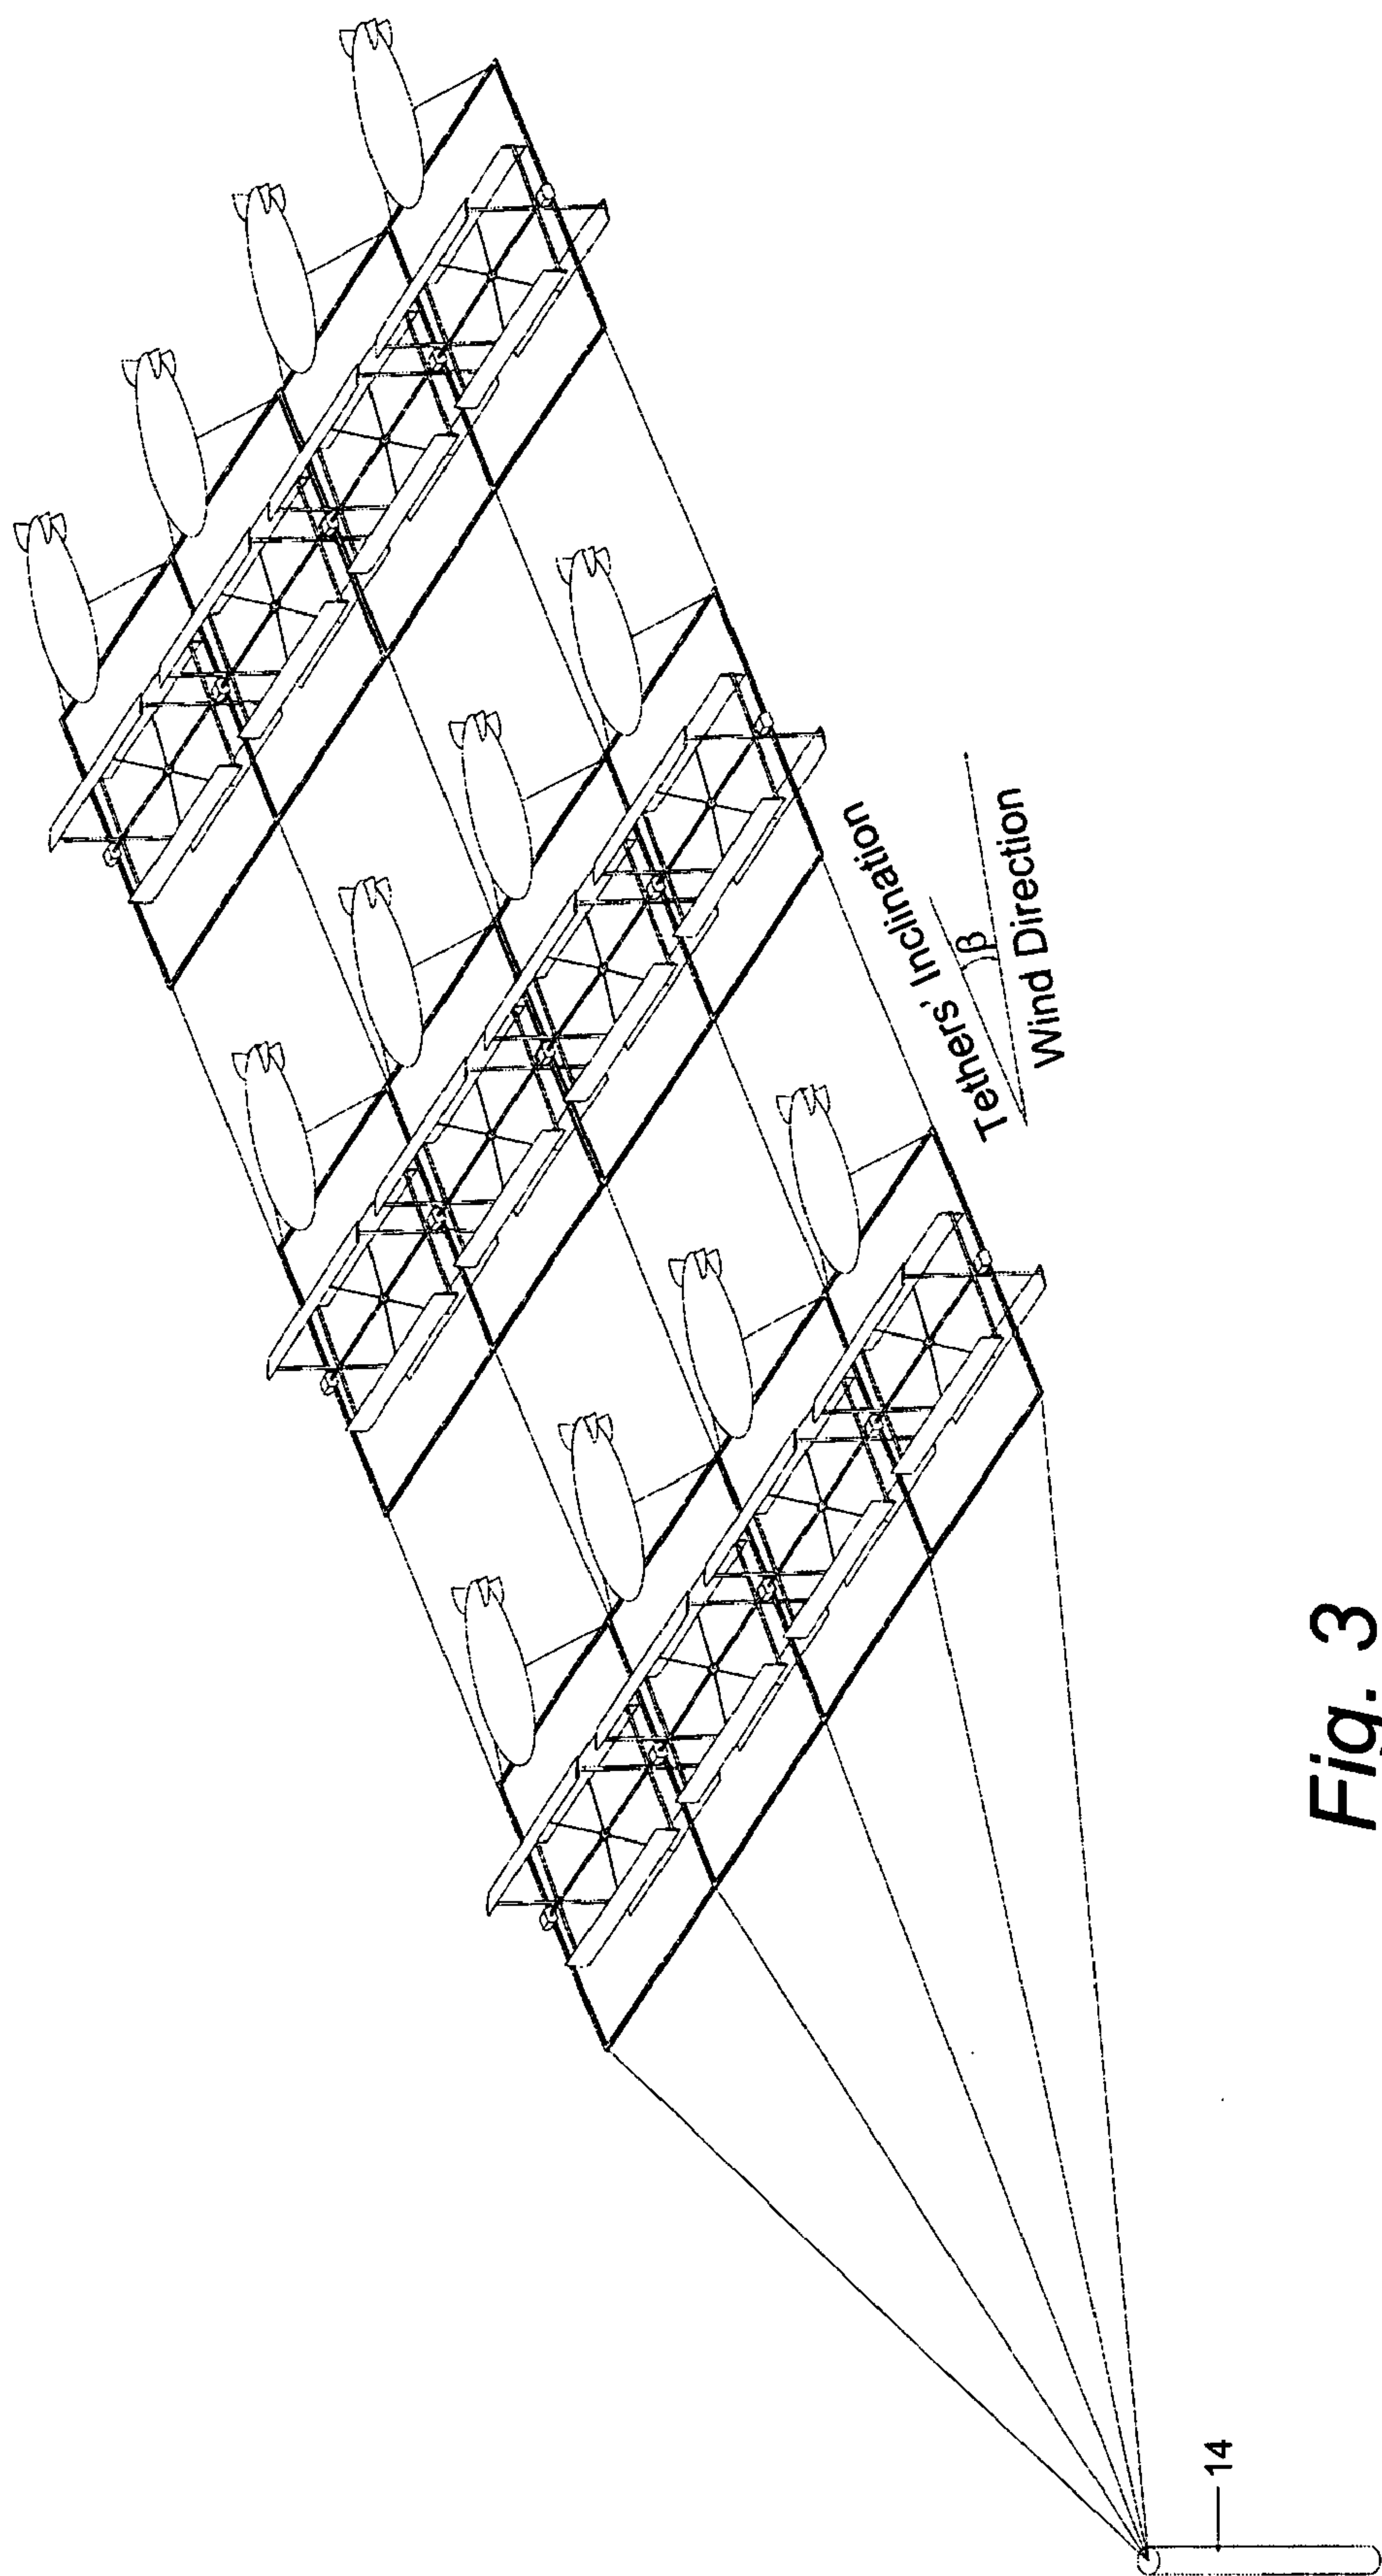 Tethers' Inclination
β
Wind Direction
14
Fig. 3